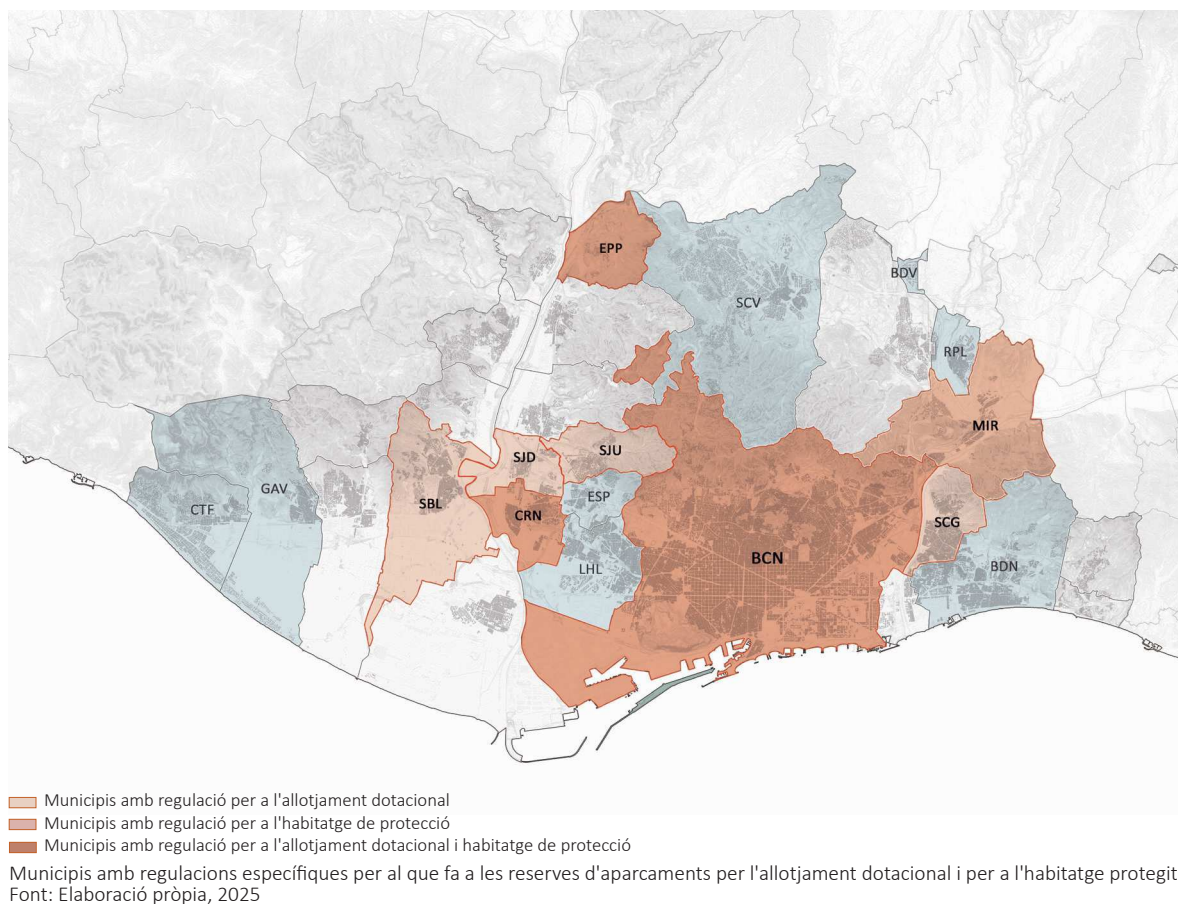 EPP
BDV
SCV
RPL
MIR
SJD
SJU
GAV
SBL
ESP
CTF
CRN
SCG
BCN
LHL
BDN
Municipis amb regulació per a l'allotjament dotacional
Municipis amb regulació per a l'habitatge de protecció
Municipis amb regulació per a l'allotjament dotacional i habitatge de protecció
Municipis amb regulacions específiques per al que fa a les reserves d'aparcaments per l'allotjament dotacional i per a l'habitatge protegit
Font: Elaboració pròpia, 2025